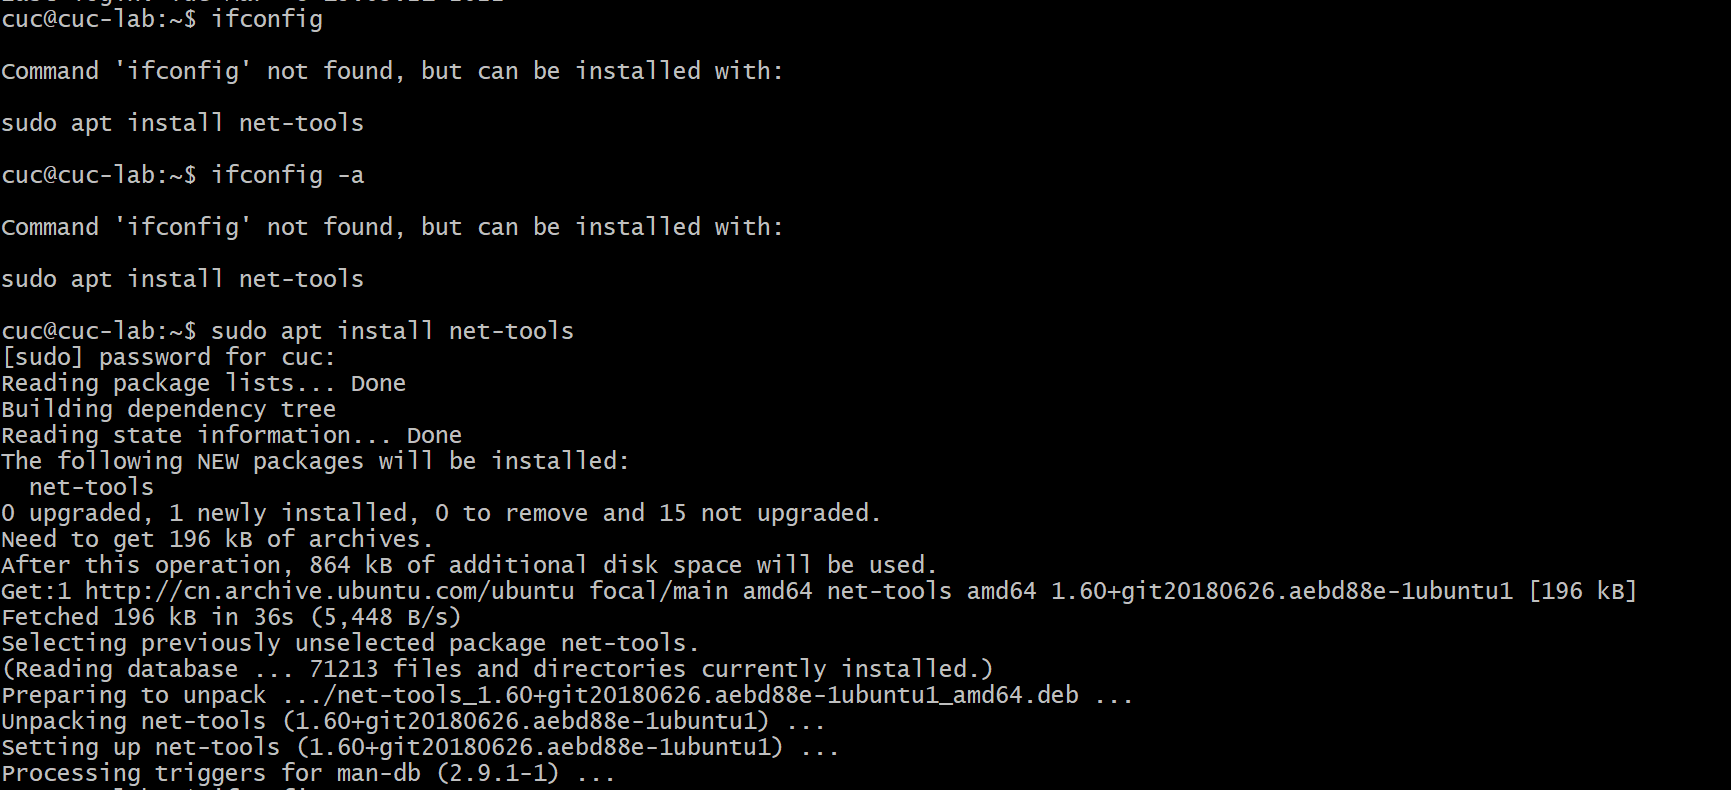 cuc@cuc-lab:~$ ifconfig
Command 'ifconfig' not found, but can be installed with:
sudo apt install net-tools
cuc@cuc-lab:~$ ifconfig -a
Command 'ifconfig' not found, but can be installed with:
sudo apt install net-tools
cuc@cuc-lab:~$ sudo apt install net-tools
[sudo] password for cuc:
Reading package lists... Done
Building dependency tree
Reading state information... Done
The following NEW packages will be installed:
  net-tools
0 upgraded, 1 newly installed, 0 to remove and 15 not upgraded.
Need to get 196 kB of archives.
After this operation, 864 kB of additional disk space will be used.
Get:1 http://cn.archive.ubuntu.com/ubuntu focal/main amd64 net-tools amd64 1.60+git20180626.aebd88e-1ubuntu1 [196 kB]
Fetched 196 kB in 36s (5,448 B/s)
Selecting previously unselected package net-tools.
(Reading database ... 71213 files and directories currently installed.)
Preparing to unpack .../net-tools_1.60+git20180626.aebd88e-1ubuntu1_amd64.deb ...
Unpacking net-tools (1.60+git20180626.aebd88e-1ubuntu1) ...
Setting up net-tools (1.60+git20180626.aebd88e-1ubuntu1) ...
Processing triggers for man-db (2.9.1-1) ...